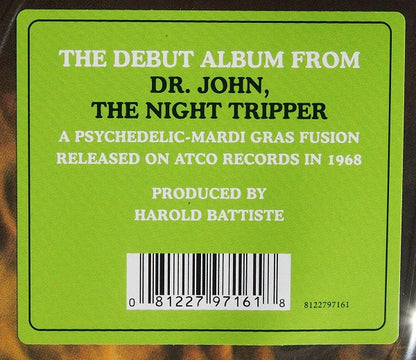 THE DEBUT ALBUM FROM
DR. JOHN,
THE NIGHT TRIPPER
A PSYCHEDELIC-MARDI GRAS FUSION
RELEASED ON ATCO RECORDS IN 1968
PRODUCED BY
HAROLD BATTISTE
0 81227 97161 8
8122797161